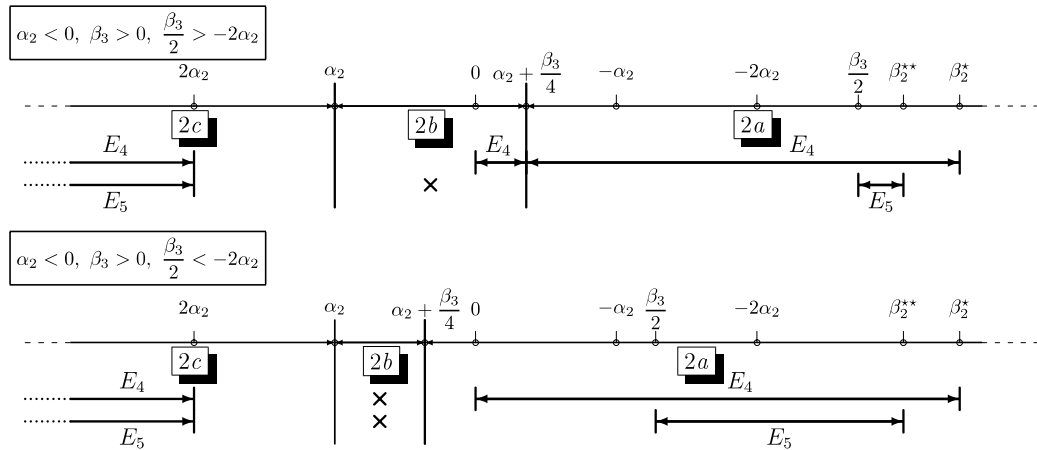 α₂ < 0, β₃ > 0, β₃/2 > −2α₂
2α₂ α₂ 0 α₂ + β₃/4 −α₂ −2α₂ β₃/2 β₂** β₂*
2c 2b 2a
E₄ E₄ E₄
E₅ × E₅
α₂ < 0, β₃ > 0, β₃/2 < −2α₂
2α₂ α₂ α₂ + β₃/4 0 −α₂ β₃/2 −2α₂ β₂** β₂*
2c 2b 2a
E₄ × E₄
E₅ × E₅